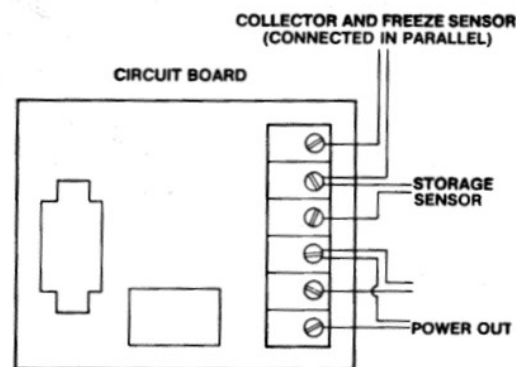 COLLECTOR AND FREEZE SENSOR
(CONNECTED IN PARALLEL)
CIRCUIT BOARD
STORAGE
SENSOR
POWER OUT